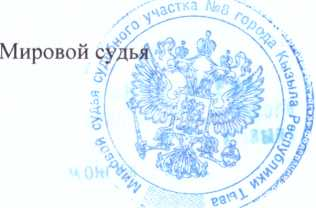 Мировой судья
Мировой судья судебного участка №8 города Кызыла Республики Тыва